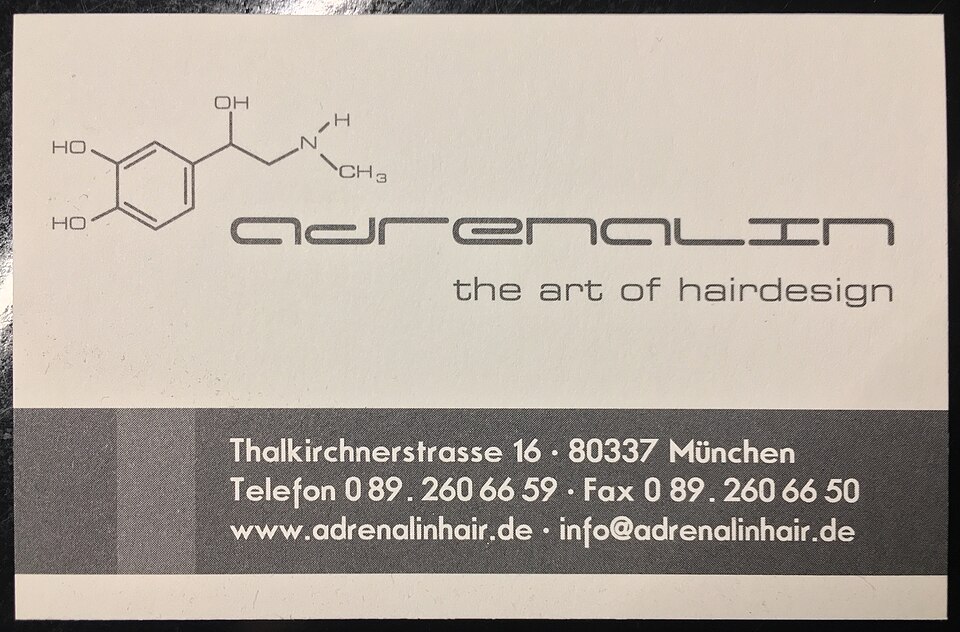 OH
H
HO
N
CH₃
HO
adrenalin
the art of hairdesign
Thalkirchnerstrasse 16 · 80337 München
Telefon 0 89 . 260 66 59 · Fax 0 89 . 260 66 50
www.adrenalinhair.de · info@adrenalinhair.de